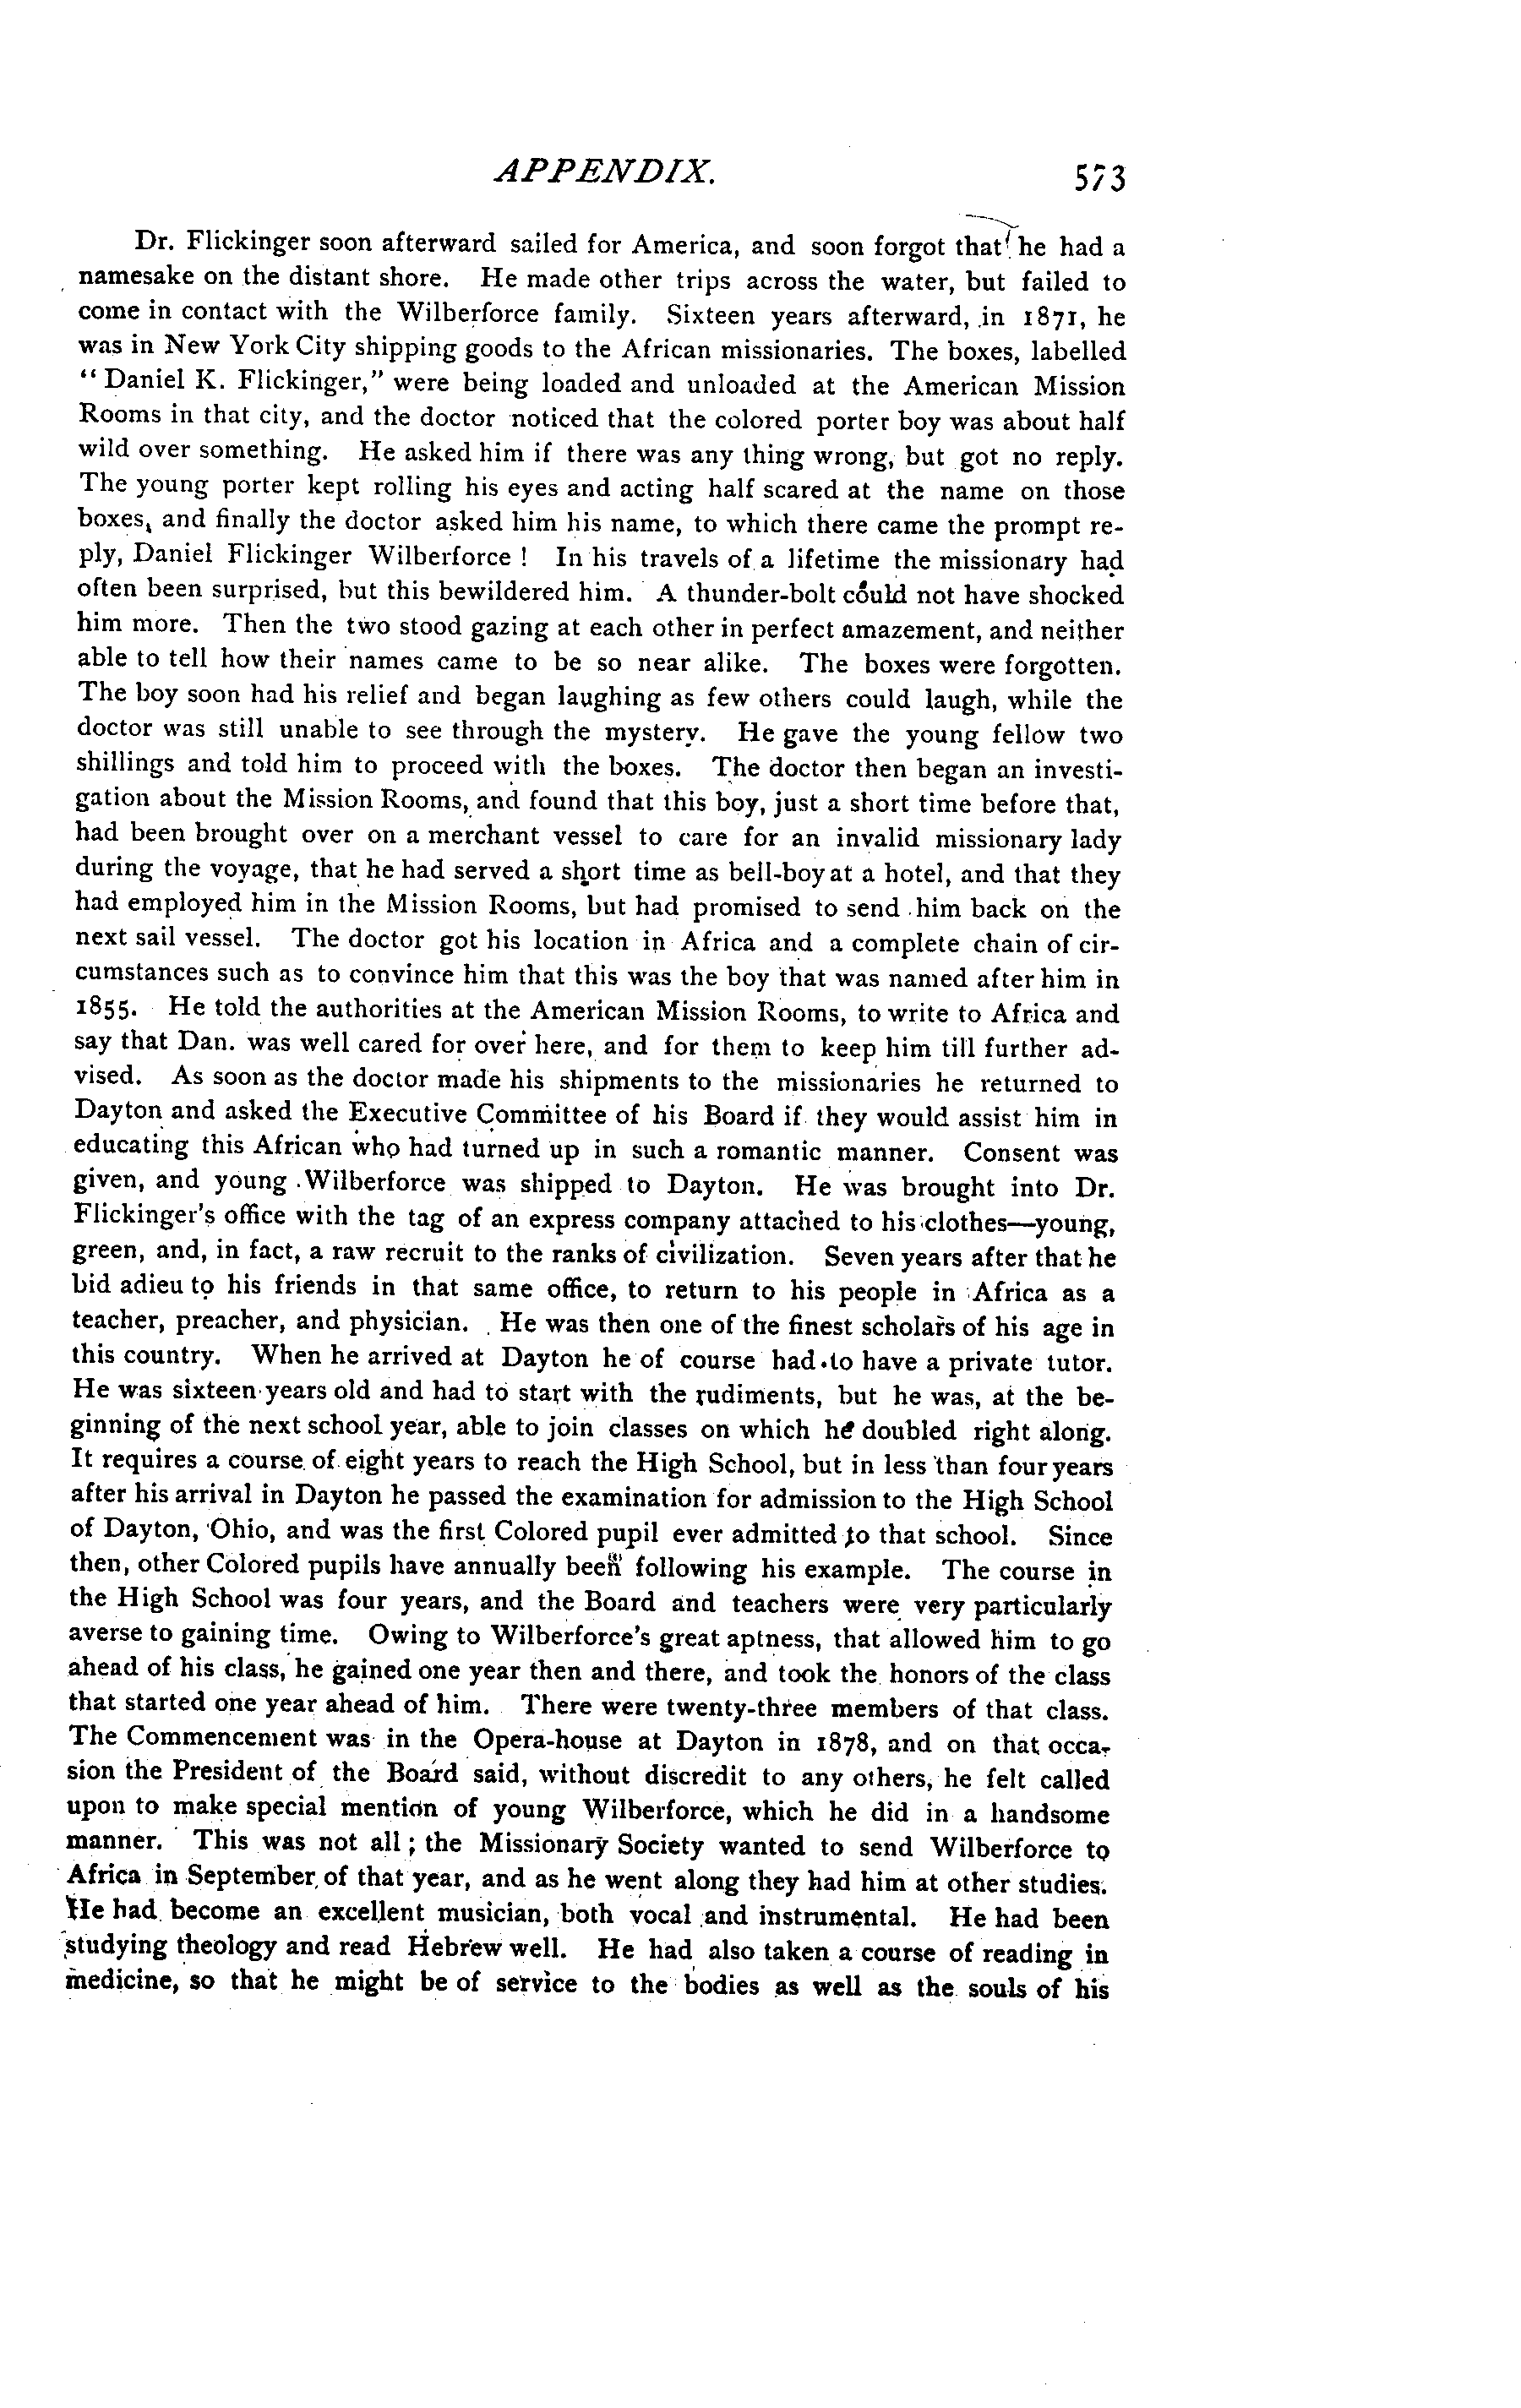 APPENDIX. 573
Dr. Flickinger soon afterward sailed for America, and soon forgot that he had a
namesake on the distant shore. He made other trips across the water, but failed to
come in contact with the Wilberforce family. Sixteen years afterward, in 1871, he
was in New York City shipping goods to the African missionaries. The boxes, labelled
“ Daniel K. Flickinger,” were being loaded and unloaded at the American Mission
Rooms in that city, and the doctor noticed that the colored porter boy was about half
wild over something. He asked him if there was any thing wrong, but got no reply.
The young porter kept rolling his eyes and acting half scared at the name on those
boxes, and finally the doctor asked him his name, to which there came the prompt re-
ply, Daniel Flickinger Wilberforce ! In his travels of a lifetime the missionary had
often been surprised, but this bewildered him. A thunder-bolt could not have shocked
him more. Then the two stood gazing at each other in perfect amazement, and neither
able to tell how their names came to be so near alike. The boxes were forgotten.
The boy soon had his relief and began laughing as few others could laugh, while the
doctor was still unable to see through the mystery. He gave the young fellow two
shillings and told him to proceed with the boxes. The doctor then began an investi-
gation about the Mission Rooms, and found that this boy, just a short time before that,
had been brought over on a merchant vessel to care for an invalid missionary lady
during the voyage, that he had served a short time as bell-boy at a hotel, and that they
had employed him in the Mission Rooms, but had promised to send him back on the
next sail vessel. The doctor got his location in Africa and a complete chain of cir-
cumstances such as to convince him that this was the boy that was named after him in
1855. He told the authorities at the American Mission Rooms, to write to Africa and
say that Dan. was well cared for over here, and for them to keep him till further ad-
vised. As soon as the doctor made his shipments to the missionaries he returned to
Dayton and asked the Executive Committee of his Board if they would assist him in
educating this African who had turned up in such a romantic manner. Consent was
given, and young Wilberforce was shipped to Dayton. He was brought into Dr.
Flickinger's office with the tag of an express company attached to his clothes—young,
green, and, in fact, a raw recruit to the ranks of civilization. Seven years after that he
bid adieu to his friends in that same office, to return to his people in Africa as a
teacher, preacher, and physician. He was then one of the finest scholars of his age in
this country. When he arrived at Dayton he of course had to have a private tutor.
He was sixteen years old and had to start with the rudiments, but he was, at the be-
ginning of the next school year, able to join classes on which he doubled right along.
It requires a course of eight years to reach the High School, but in less than four years
after his arrival in Dayton he passed the examination for admission to the High School
of Dayton, Ohio, and was the first Colored pupil ever admitted to that school. Since
then, other Colored pupils have annually been following his example. The course in
the High School was four years, and the Board and teachers were very particularly
averse to gaining time. Owing to Wilberforce's great aptness, that allowed him to go
ahead of his class, he gained one year then and there, and took the honors of the class
that started one year ahead of him. There were twenty-three members of that class.
The Commencement was in the Opera-house at Dayton in 1878, and on that occa-
sion the President of the Board said, without discredit to any others, he felt called
upon to make special mention of young Wilberforce, which he did in a handsome
manner. This was not all ; the Missionary Society wanted to send Wilberforce to
Africa in September of that year, and as he went along they had him at other studies.
He had become an excellent musician, both vocal and instrumental. He had been
studying theology and read Hebrew well. He had also taken a course of reading in
medicine, so that he might be of service to the bodies as well as the souls of his